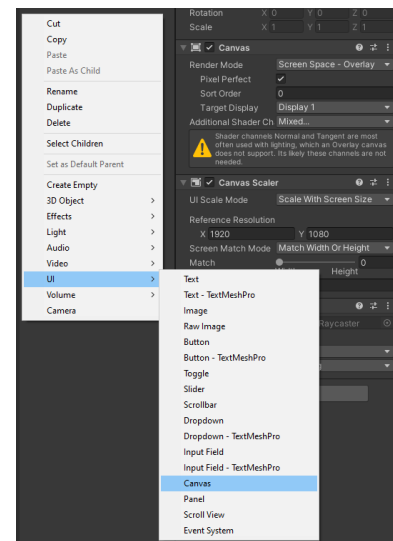 Cut
Copy
Paste
Paste As Child
Rename
Duplicate
Delete
Select Children
Set as Default Parent
Create Empty
3D Object
Effects
Light
Audio
Video
UI
Volume
Camera
Text
Text - TextMeshPro
Image
Raw Image
Button
Button - TextMeshPro
Toggle
Slider
Scrollbar
Dropdown
Dropdown - TextMeshPro
Input Field
Input Field - TextMeshPro
Canvas
Panel
Scroll View
Event System
Rotation X 0 Y 0 Z 0
Scale X 1 Y 1 Z 1
Canvas
Render Mode Screen Space - Overlay
Pixel Perfect
Sort Order 0
Target Display Display 1
Additional Shader Ch Mixed...
Shader channels Normal and Tangent are most
often used with lighting, which an Overlay canvas
does not support. Its likely these channels are not
needed.
Canvas Scaler
UI Scale Mode Scale With Screen Size
Reference Resolution
X 1920 Y 1080
Screen Match Mode Match Width Or Height
Match 0
Height
Raycaster